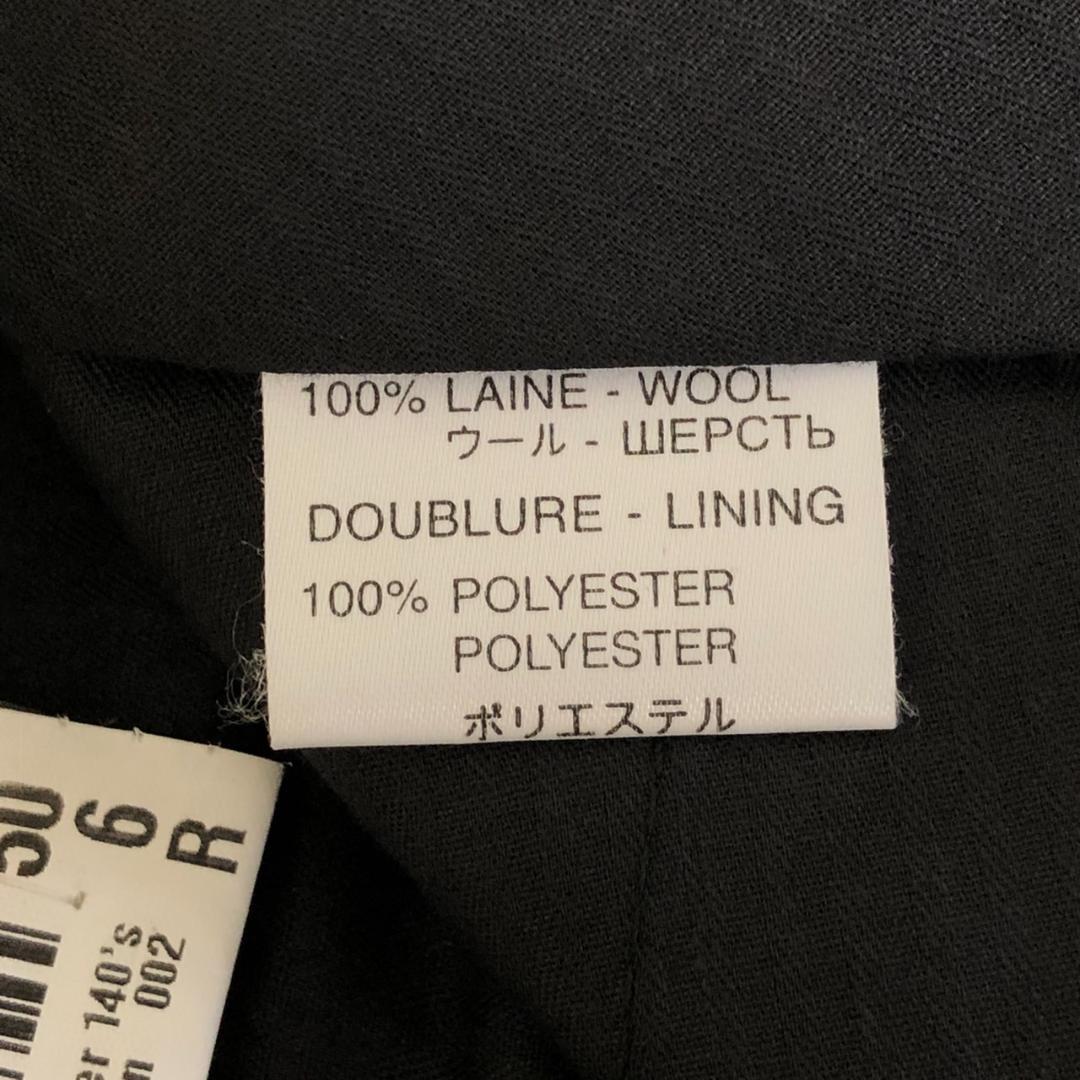 100% LAINE - WOOL
ウール - ШЕРСТЬ
DOUBLURE - LINING
100% POLYESTER
POLYESTER
ポリエステル
50
6
R
140's
002